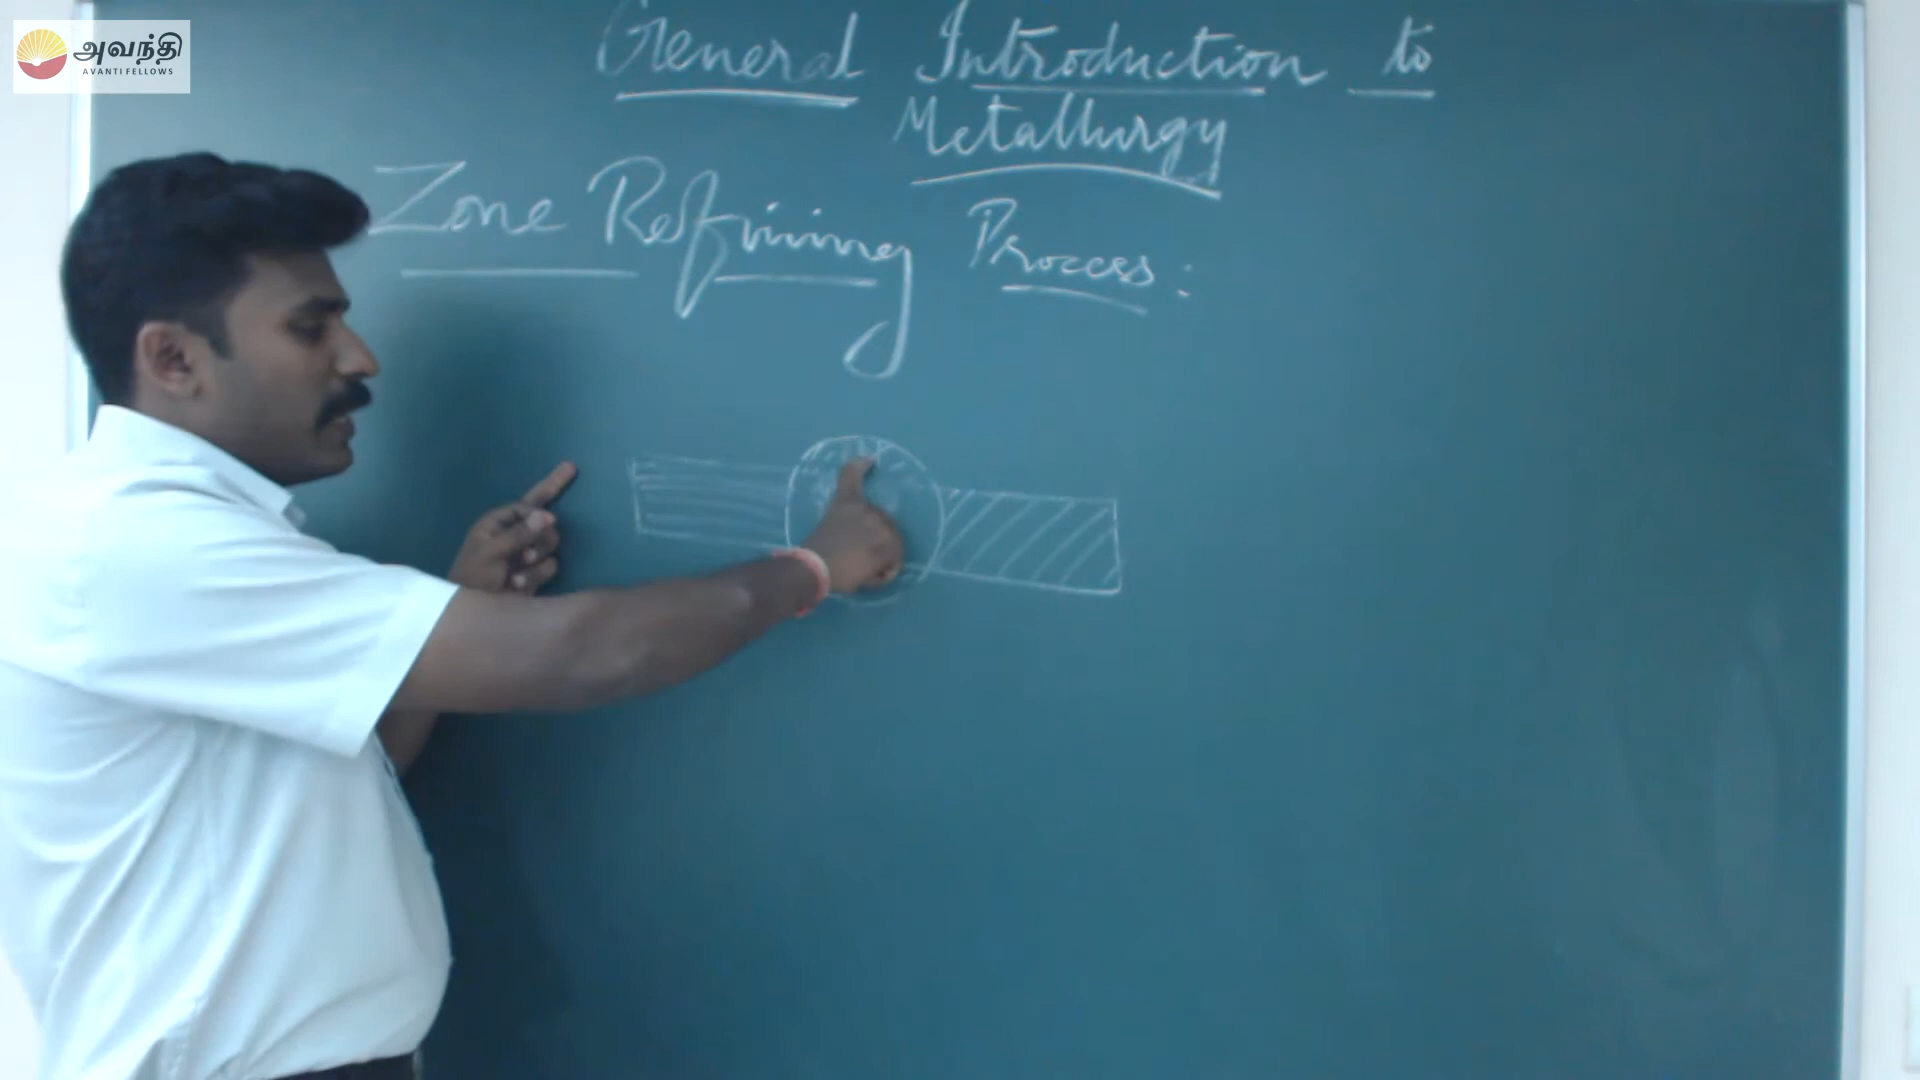 அவந்தி
AVANTI FELLOWS
General Introduction to
Metallurgy
Zone Refining Process: